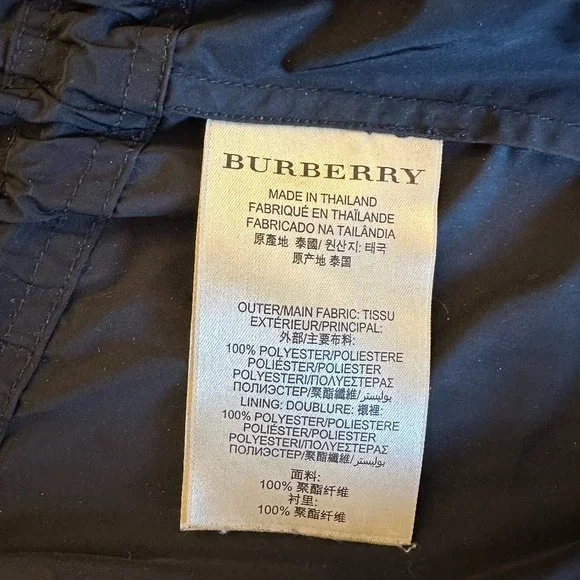 BURBERRY
MADE IN THAILAND
FABRIQUÉ EN THAÏLANDE
FABRICADO NA TAILÂNDIA
原產地 泰國/ 원산지: 태국
原产地 泰国
OUTER/MAIN FABRIC: TISSU
EXTÉRIEUR/PRINCIPAL:
外部/主要布料:
100% POLYESTER/POLIESTERE
POLIÉSTER/POLIESTER
POLYESTERI/ΠΟΛΥΕΣΤΕΡΑΣ
ПОЛИЭСТЕР/聚酯纖維/بوليستر
LINING: DOUBLURE: 襯裡:
100% POLYESTER/POLIESTERE
POLIÉSTER/POLIESTER
POLYESTERI/ΠΟΛΥΕΣΤΕΡΑΣ
ПОЛИЭСТЕР/聚酯纖維/بوليستر
面料:
100% 聚酯纤维
衬里:
100% 聚酯纤维